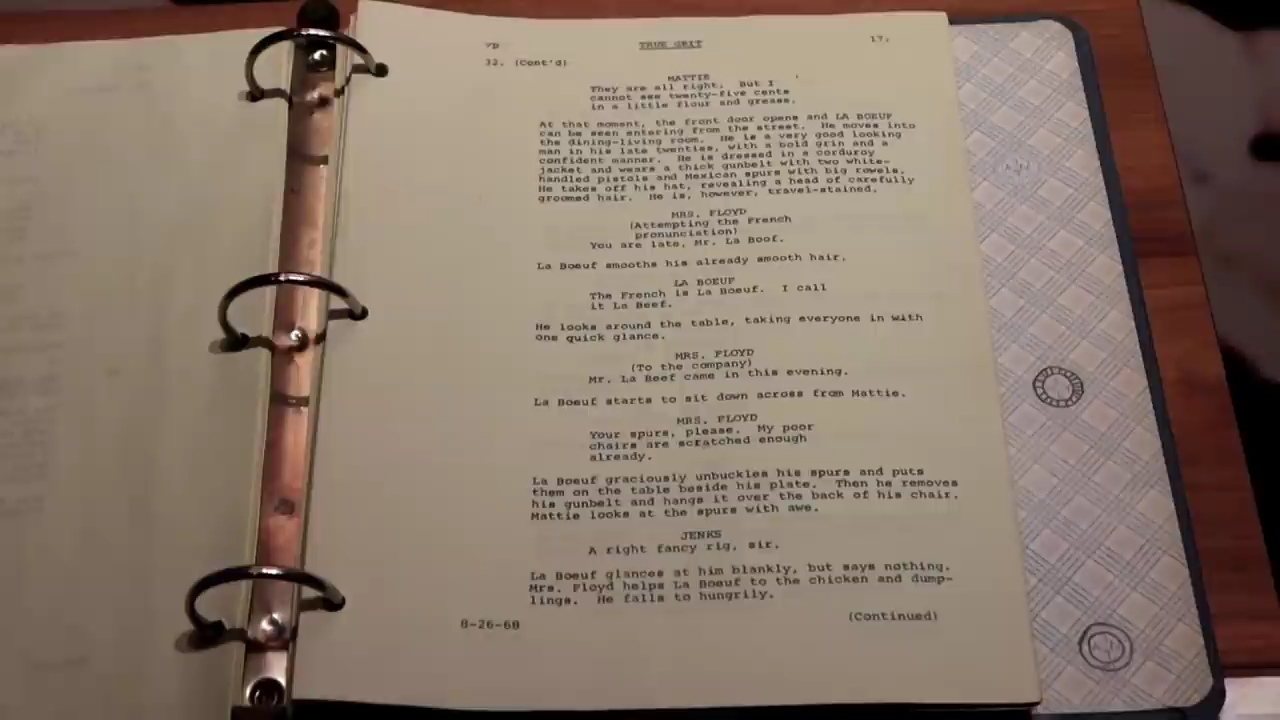 TRUE GRIT 17.
32. (Cont'd)
MATTIE
They are all right. But I
cannot see twenty-five cents
in a little flour and grease.
At that moment, the front door opens and LA BOEUF
can be seen entering from the street. He moves into
the dining-living room. He is a very good looking
man in his late twenties, with a bold grin and a
confident manner. He is dressed in a corduroy
jacket and wears a thick gunbelt with two white-
handled pistols and Mexican spurs with big rowels.
He takes off his hat, revealing a head of carefully
groomed hair. He is, however, travel-stained.
MRS. FLOYD
(Attempting the French
pronunciation)
You are late, Mr. La Boof.
La Boeuf smooths his already smooth hair.
LA BOEUF
The French is La Boeuf. I call
it La Beef.
He looks around the table, taking everyone in with
one quick glance.
MRS. FLOYD
(To the company)
Mr. La Beef came in this evening.
La Boeuf starts to sit down across from Mattie.
MRS. FLOYD
Your spurs, please. My poor
chairs are scratched enough
already.
La Boeuf graciously unbuckles his spurs and puts
them on the table beside his plate. Then he removes
his gunbelt and hangs it over the back of his chair.
Mattie looks at the spurs with awe.
JENKS
A right fancy rig, sir.
La Boeuf glances at him blankly, but says nothing.
Mrs. Floyd helps La Boeuf to the chicken and dump-
lings. He falls to hungrily.
8-26-68 (Continued)